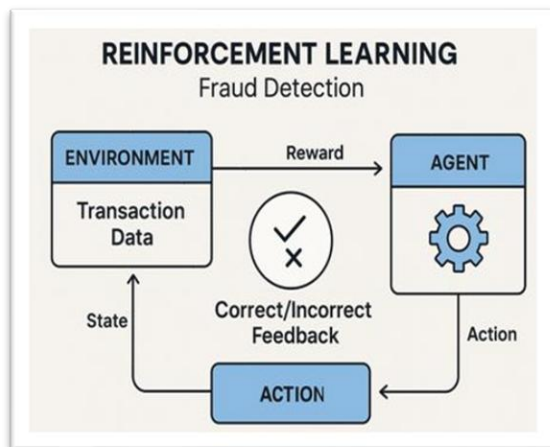 REINFORCEMENT LEARNING
Fraud Detection
ENVIRONMENT
Transaction
Data
Reward
AGENT
Correct/Incorrect
Feedback
State
Action
ACTION